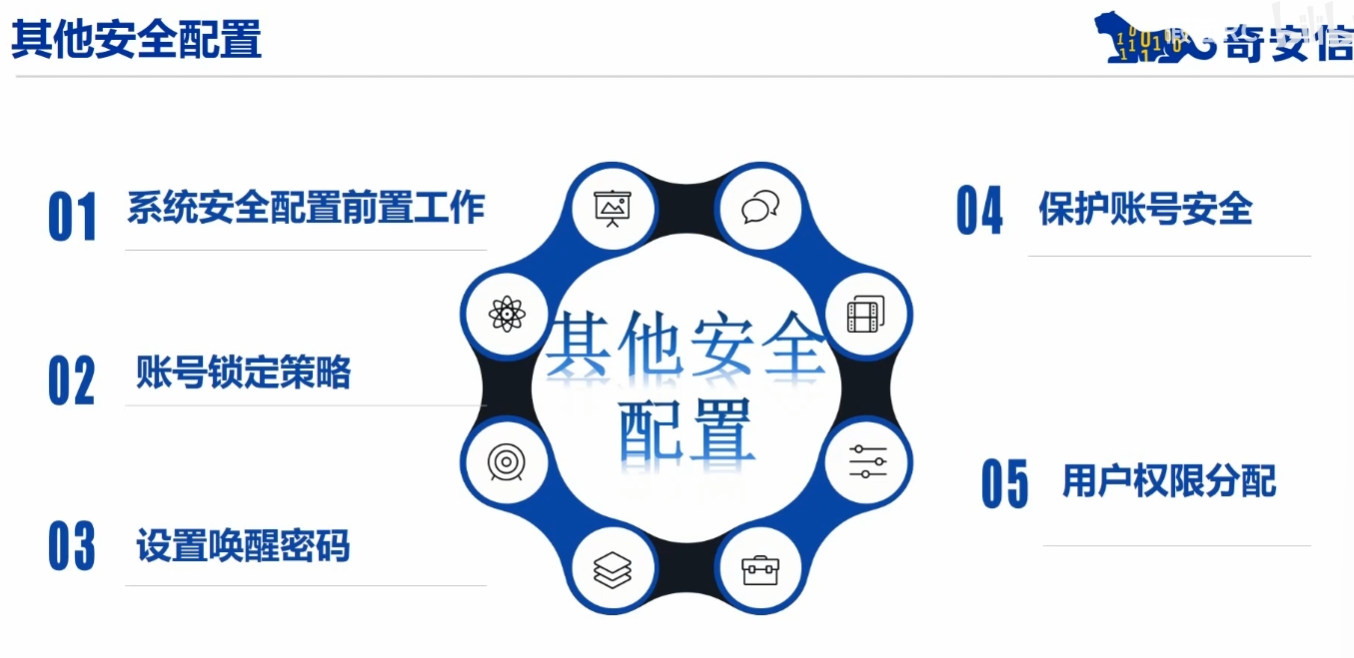 其他安全配置
奇安信
01 系统安全配置前置工作
02 账号锁定策略
03 设置唤醒密码
其他安全
配置
04 保护账号安全
05 用户权限分配